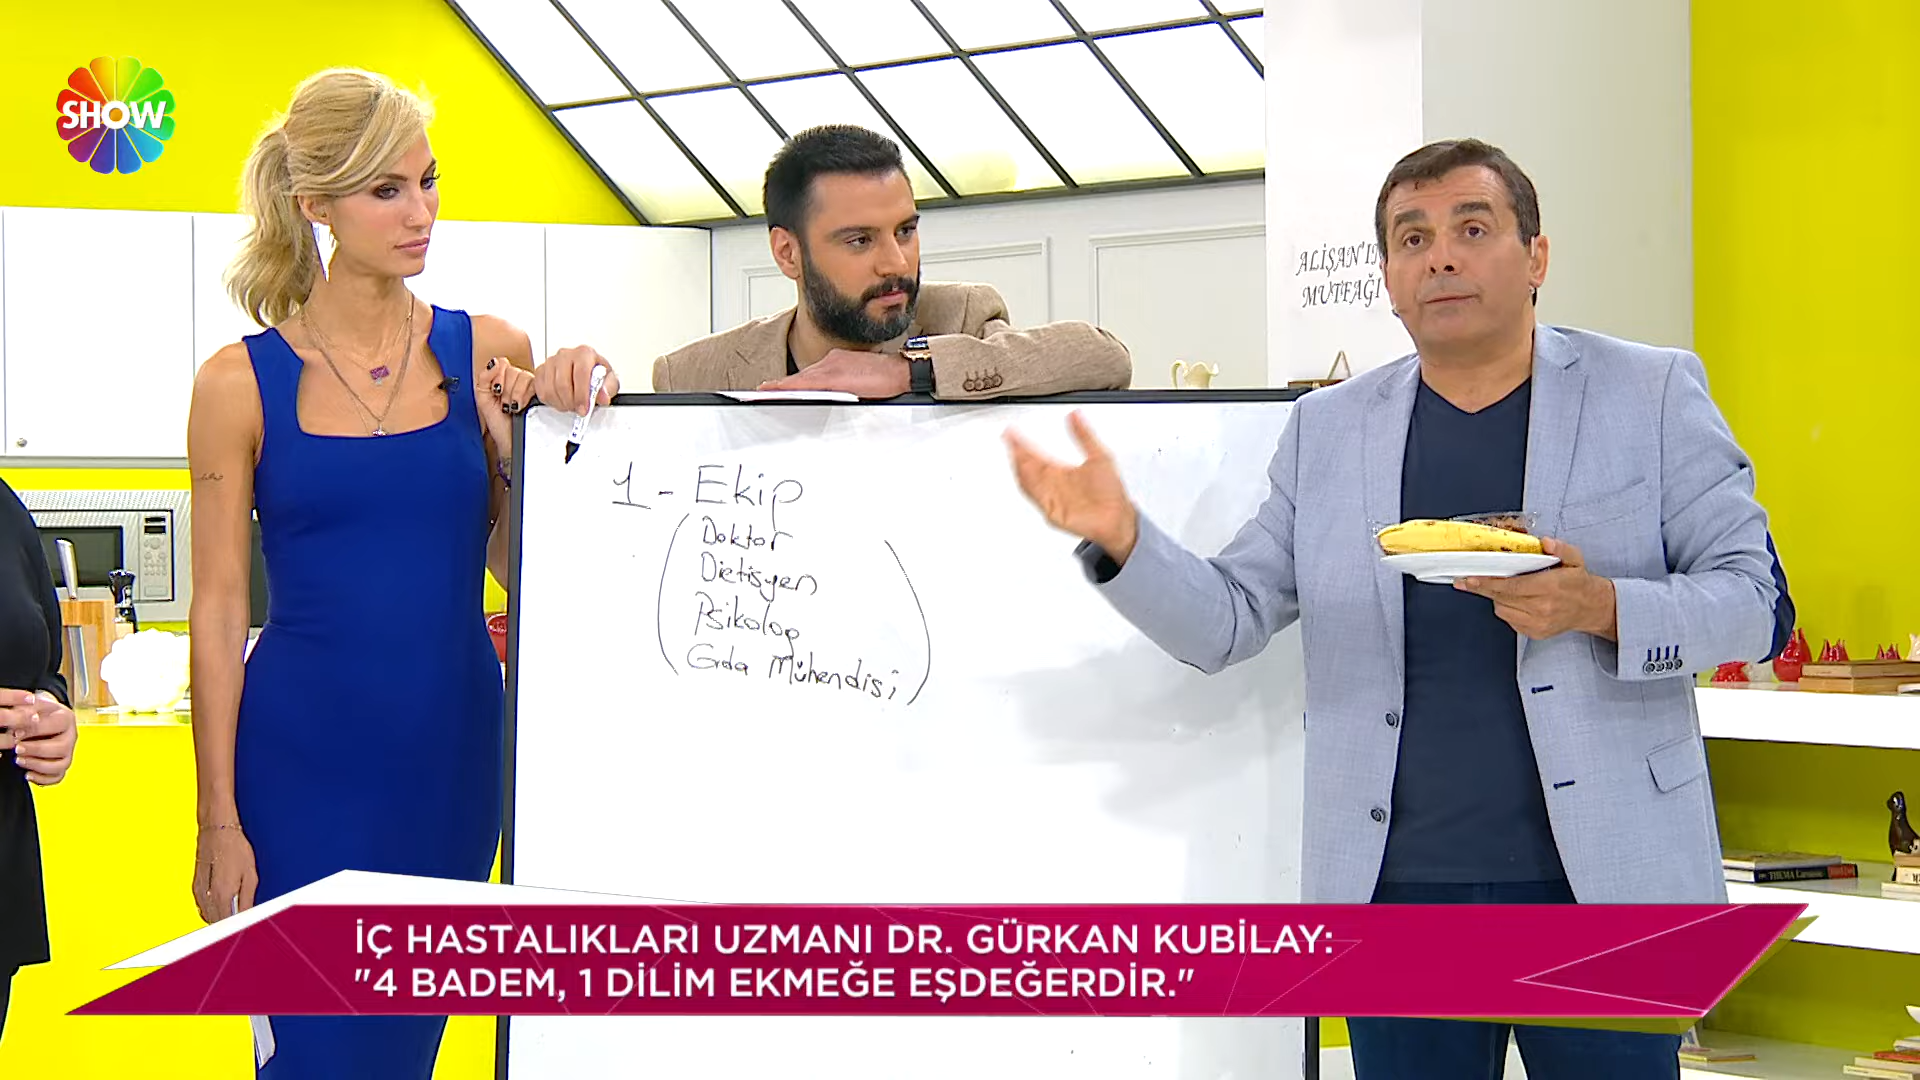 SHOW
ALİŞAN'IN
MUTFAĞI
1 - Ekip
Doktor
Dietisyen
Psikolog
Gıda Mühendisi
THEMA
İÇ HASTALIKLARI UZMANI DR. GÜRKAN KUBİLAY:
"4 BADEM, 1 DİLİM EKMEĞE EŞDEĞERDİR."